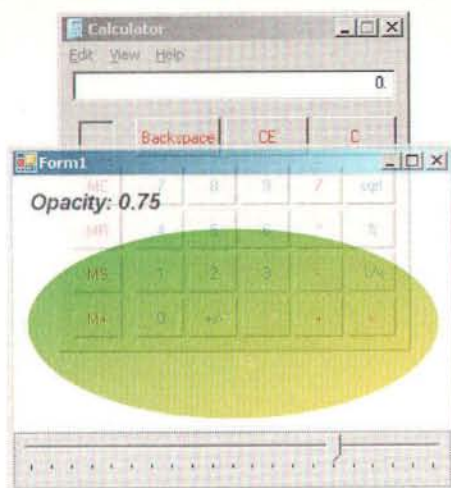 Calculator
Edit View Help
0.
Backspace CE C
Form1
MC 7 8 9 sqrt
Opacity: 0.75
MR 4 5 6 * %
MS 1 2 3 - 1/x
M+ 0 +/- +